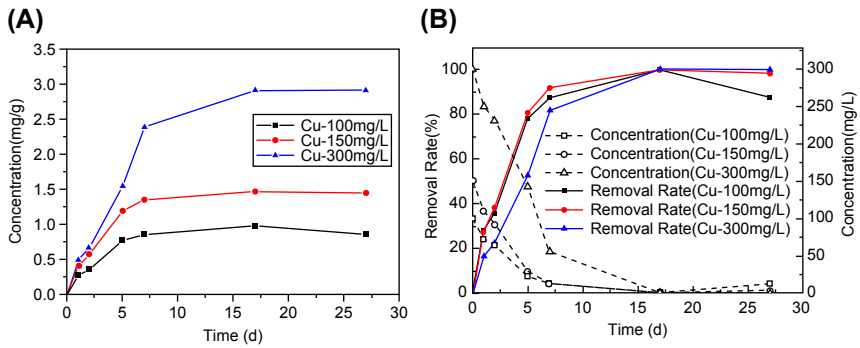 (A)
3.5
3.0
2.5
2.0
1.5
1.0
0.5
0.0
Concentration(mg/g)
Cu-100mg/L
Cu-150mg/L
Cu-300mg/L
0 5 10 15 20 25 30
Time (d)
(B)
100
80
60
40
20
0
Removal Rate(%)
Concentration(Cu-100mg/L)
Concentration(Cu-150mg/L)
Concentration(Cu-300mg/L)
Removal Rate(Cu-100mg/L)
Removal Rate(Cu-150mg/L)
Removal Rate(Cu-300mg/L)
300
250
200
150
100
50
0
Concentration(mg/L)
0 5 10 15 20 25 30
Time (d)